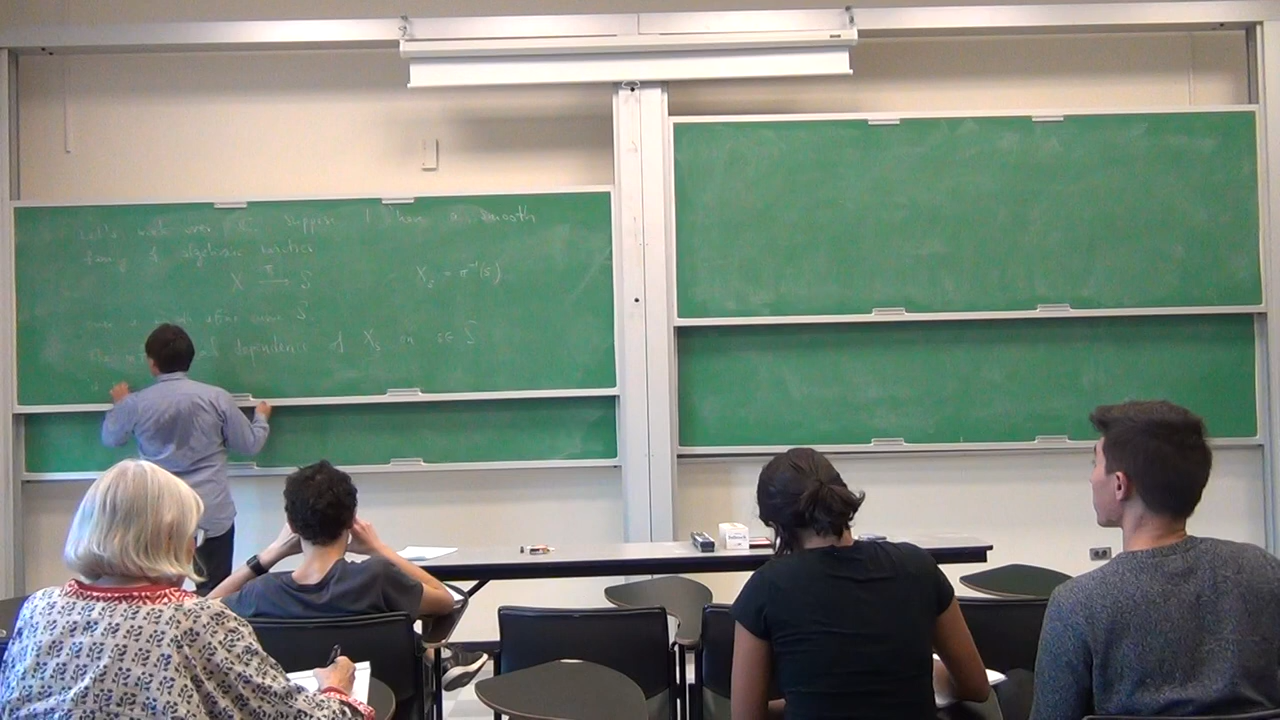 Let's work over ℂ. Suppose I have a smooth
family of algebraic varieties
X —π→ S X_s = π⁻¹(s)
over a smooth affine curve S.
dependence of X_s on s ∈ S